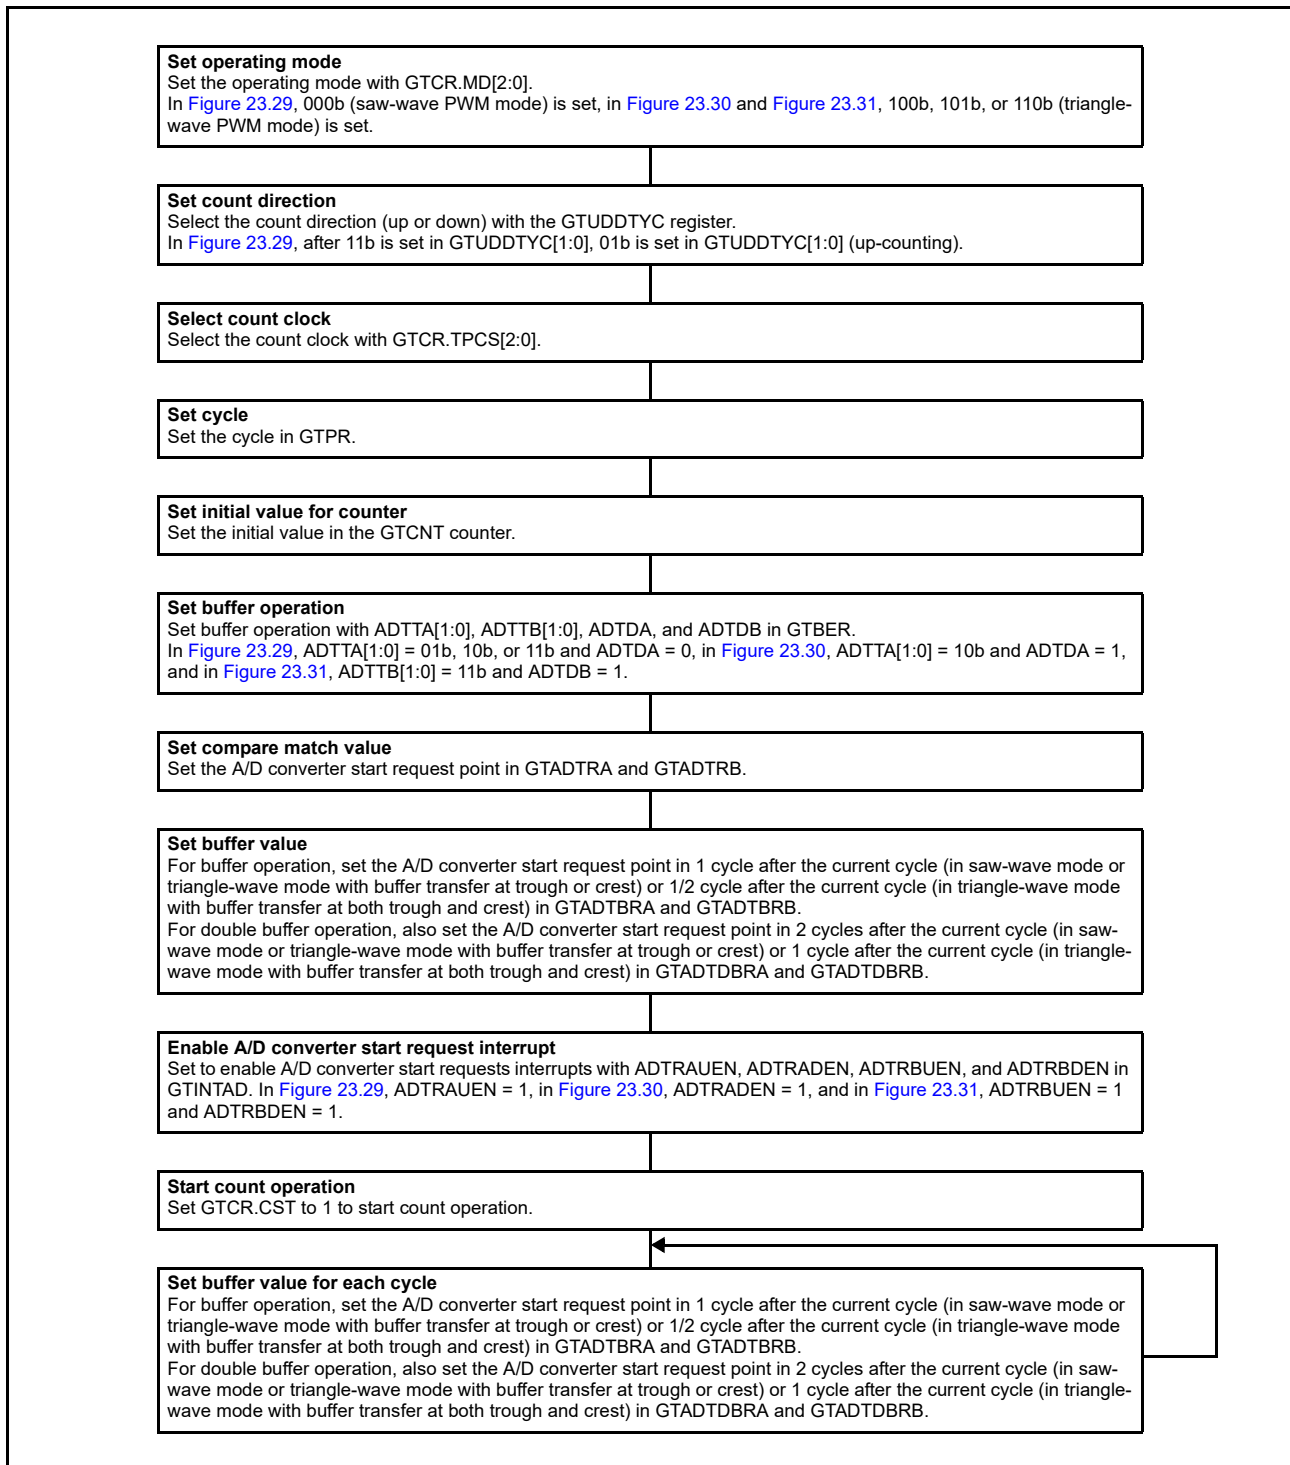 Set operating mode
Set the operating mode with GTCR.MD[2:0].
In Figure 23.29, 000b (saw-wave PWM mode) is set, in Figure 23.30 and Figure 23.31, 100b, 101b, or 110b (triangle-
wave PWM mode) is set.
Set count direction
Select the count direction (up or down) with the GTUDDTYC register.
In Figure 23.29, after 11b is set in GTUDDTYC[1:0], 01b is set in GTUDDTYC[1:0] (up-counting).
Select count clock
Select the count clock with GTCR.TPCS[2:0].
Set cycle
Set the cycle in GTPR.
Set initial value for counter
Set the initial value in the GTCNT counter.
Set buffer operation
Set buffer operation with ADTTA[1:0], ADTTB[1:0], ADTDA, and ADTDB in GTBER.
In Figure 23.29, ADTTA[1:0] = 01b, 10b, or 11b and ADTDA = 0, in Figure 23.30, ADTTA[1:0] = 10b and ADTDA = 1,
and in Figure 23.31, ADTTB[1:0] = 11b and ADTDB = 1.
Set compare match value
Set the A/D converter start request point in GTADTRA and GTADTRB.
Set buffer value
For buffer operation, set the A/D converter start request point in 1 cycle after the current cycle (in saw-wave mode or
triangle-wave mode with buffer transfer at trough or crest) or 1/2 cycle after the current cycle (in triangle-wave mode
with buffer transfer at both trough and crest) in GTADTBRA and GTADTBRB.
For double buffer operation, also set the A/D converter start request point in 2 cycles after the current cycle (in saw-
wave mode or triangle-wave mode with buffer transfer at trough or crest) or 1 cycle after the current cycle (in triangle-
wave mode with buffer transfer at both trough and crest) in GTADTDBRA and GTADTDBRB.
Enable A/D converter start request interrupt
Set to enable A/D converter start requests interrupts with ADTRAUEN, ADTRADEN, ADTRBUEN, and ADTRBDEN in
GTINTAD. In Figure 23.29, ADTRAUEN = 1, in Figure 23.30, ADTRADEN = 1, and in Figure 23.31, ADTRBUEN = 1
and ADTRBDEN = 1.
Start count operation
Set GTCR.CST to 1 to start count operation.
Set buffer value for each cycle
For buffer operation, set the A/D converter start request point in 1 cycle after the current cycle (in saw-wave mode or
triangle-wave mode with buffer transfer at trough or crest) or 1/2 cycle after the current cycle (in triangle-wave mode
with buffer transfer at both trough and crest) in GTADTBRA and GTADTBRB.
For double buffer operation, also set the A/D converter start request point in 2 cycles after the current cycle (in saw-
wave mode or triangle-wave mode with buffer transfer at trough or crest) or 1 cycle after the current cycle (in triangle-
wave mode with buffer transfer at both trough and crest) in GTADTDBRA and GTADTDBRB.